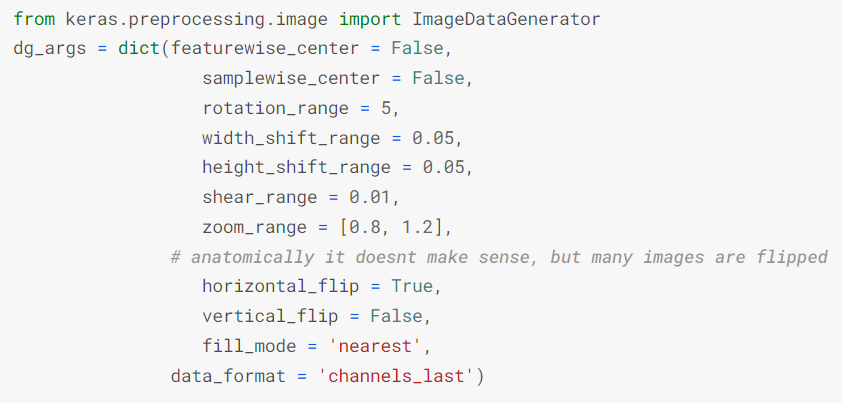 from keras.preprocessing.image import ImageDataGenerator
dg_args = dict(featurewise_center = False,
                  samplewise_center = False,
                  rotation_range = 5,
                  width_shift_range = 0.05,
                  height_shift_range = 0.05,
                  shear_range = 0.01,
                  zoom_range = [0.8, 1.2],
               # anatomically it doesnt make sense, but many images are flipped
                  horizontal_flip = True,
                  vertical_flip = False,
                  fill_mode = 'nearest',
               data_format = 'channels_last')